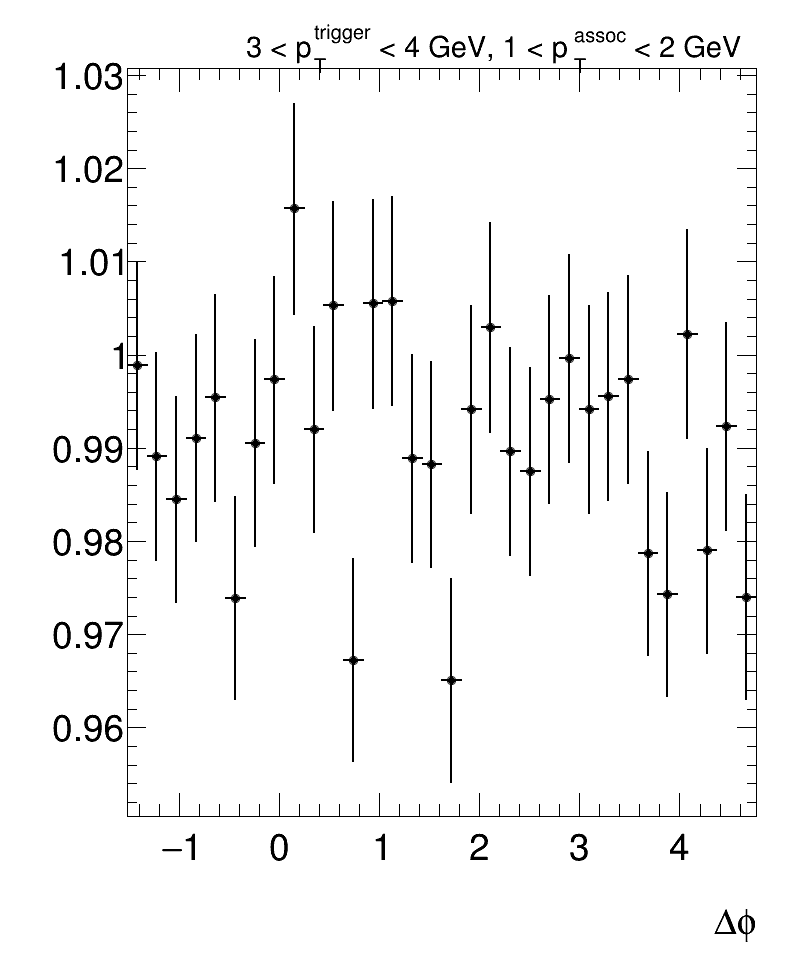 3 < p_T^trigger < 4 GeV, 1 < p_T^assoc < 2 GeV
1.03
1.02
1.01
1
0.99
0.98
0.97
0.96
−1 0 1 2 3 4
Δϕ